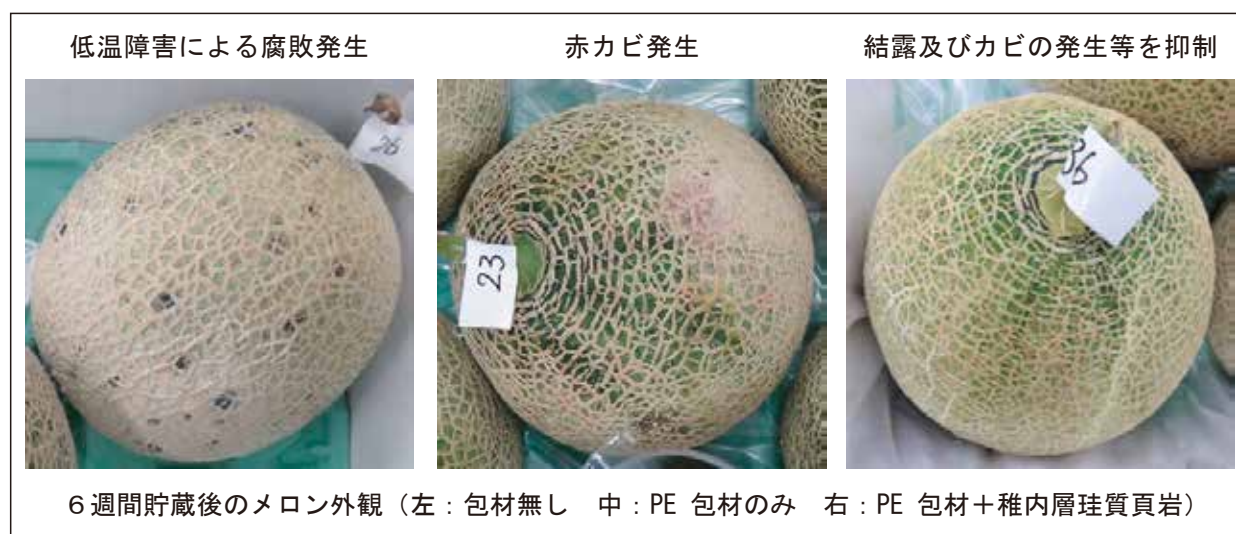 低温障害による腐敗発生
赤カビ発生
結露及びカビの発生等を抑制
26
23
36
６週間貯蔵後のメロン外観（左：包材無し　中：PE 包材のみ　右：PE 包材＋稚内層珪質頁岩）